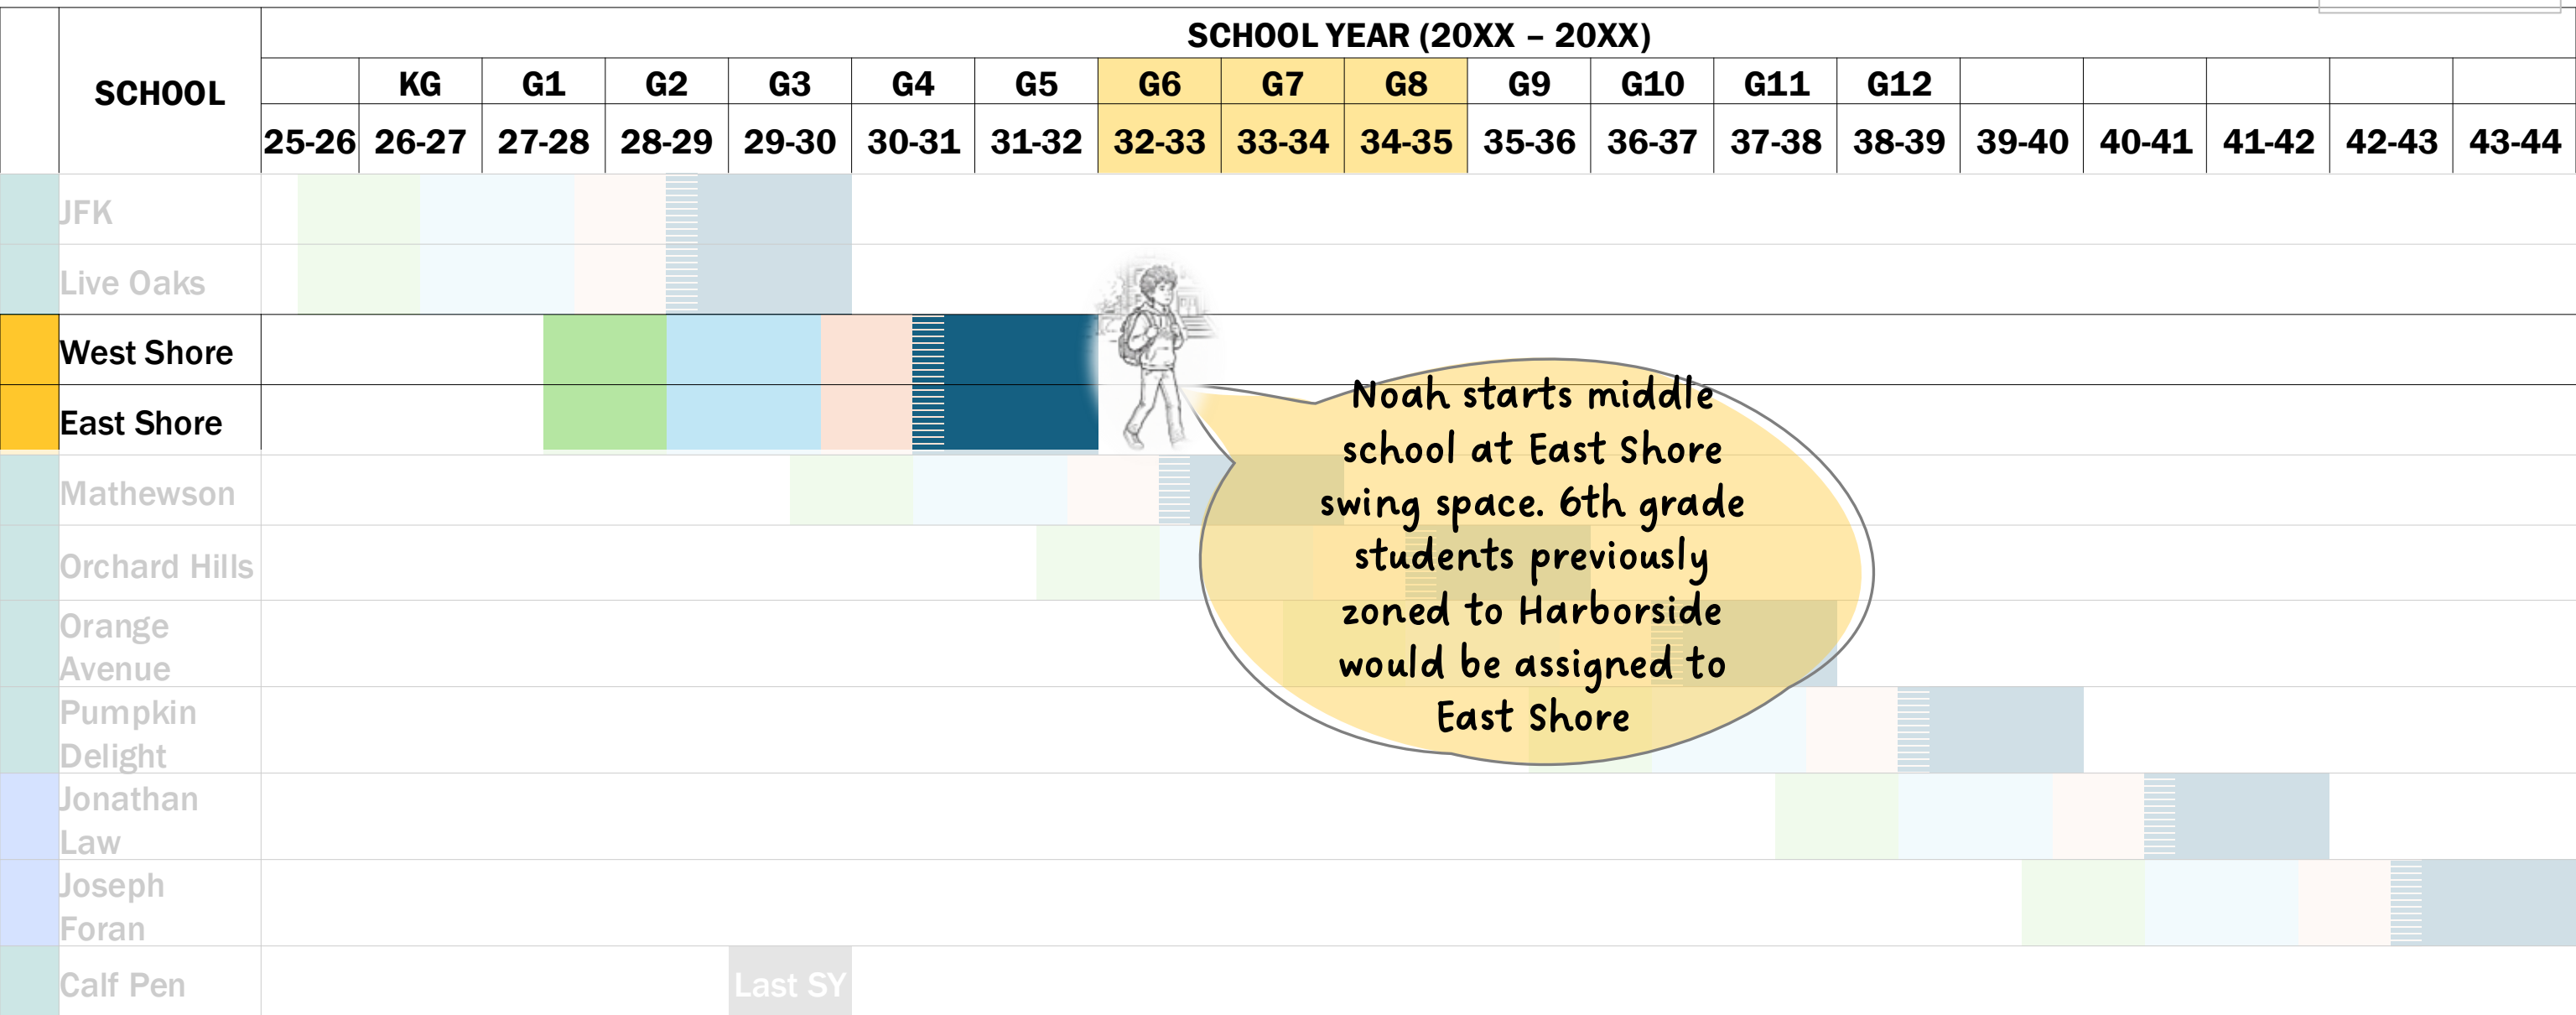 SCHOOL YEAR (20XX – 20XX)
SCHOOL
KG G1 G2 G3 G4 G5 G6 G7 G8 G9 G10 G11 G12
25-26 26-27 27-28 28-29 29-30 30-31 31-32 32-33 33-34 34-35 35-36 36-37 37-38 38-39 39-40 40-41 41-42 42-43 43-44
JFK
Live Oaks
West Shore
East Shore
Noah starts middle
school at East Shore
swing space. 6th grade
students previously
zoned to Harborside
would be assigned to
East Shore
Mathewson
Orchard Hills
Orange
Avenue
Pumpkin
Delight
Jonathan
Law
Joseph
Foran
Calf Pen
Last SY